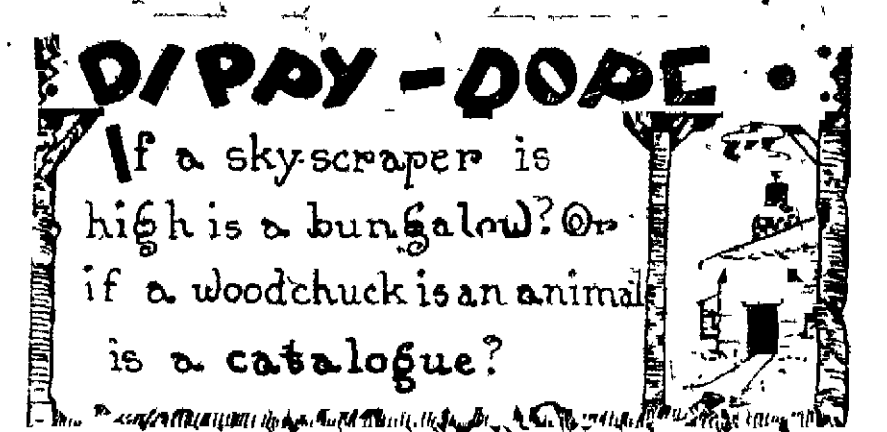 DIPPY-DOPE
If a sky-scraper is
high is a bungalow? Or
if a woodchuck is an animal
is a catalogue?